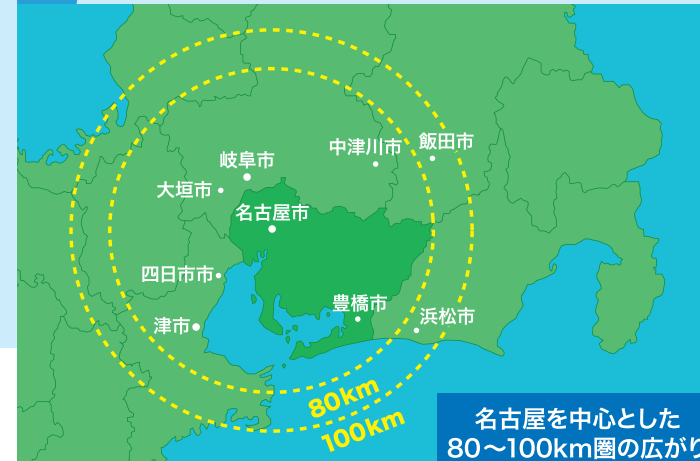 中津川市
飯田市
岐阜市
大垣市
名古屋市
四日市市
豊橋市
津市
浜松市
80km
100km
名古屋を中心とした
80～100km圏の広がり